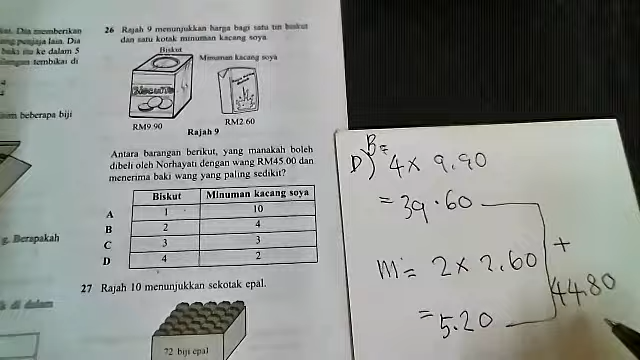 Dia memberikan
penjaja lain. Dia
baki itu ke dalam 5
tembikai di
beberapa biji
Berapakah
di dalam
26 Rajah 9 menunjukkan harga bagi satu tin biskut
dan satu kotak minuman kacang soya.
Biskut
Minuman kacang soya
Biscuits
RM9.90
RM2.60
Rajah 9
Antara barangan berikut, yang manakah boleh
dibeli oleh Norhayati dengan wang RM45.00 dan
menerima baki wang yang paling sedikit?
Biskut Minuman kacang soya
A 1 10
B 2 4
C 3 3
D 4 2
27 Rajah 10 menunjukkan sekotak epal.
72 biji epal
B=
D) 4 x 9.90
= 39.60
+
m = 2 x 2.60
44.80
= 5.20